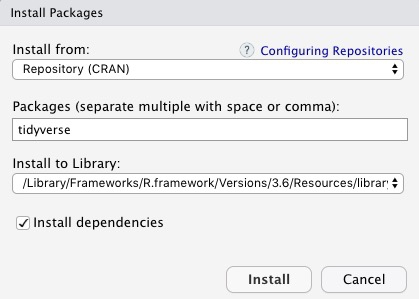 Install Packages
Install from:
? Configuring Repositories
Repository (CRAN)
Packages (separate multiple with space or comma):
tidyverse
Install to Library:
/Library/Frameworks/R.framework/Versions/3.6/Resources/library
Install dependencies
Install Cancel